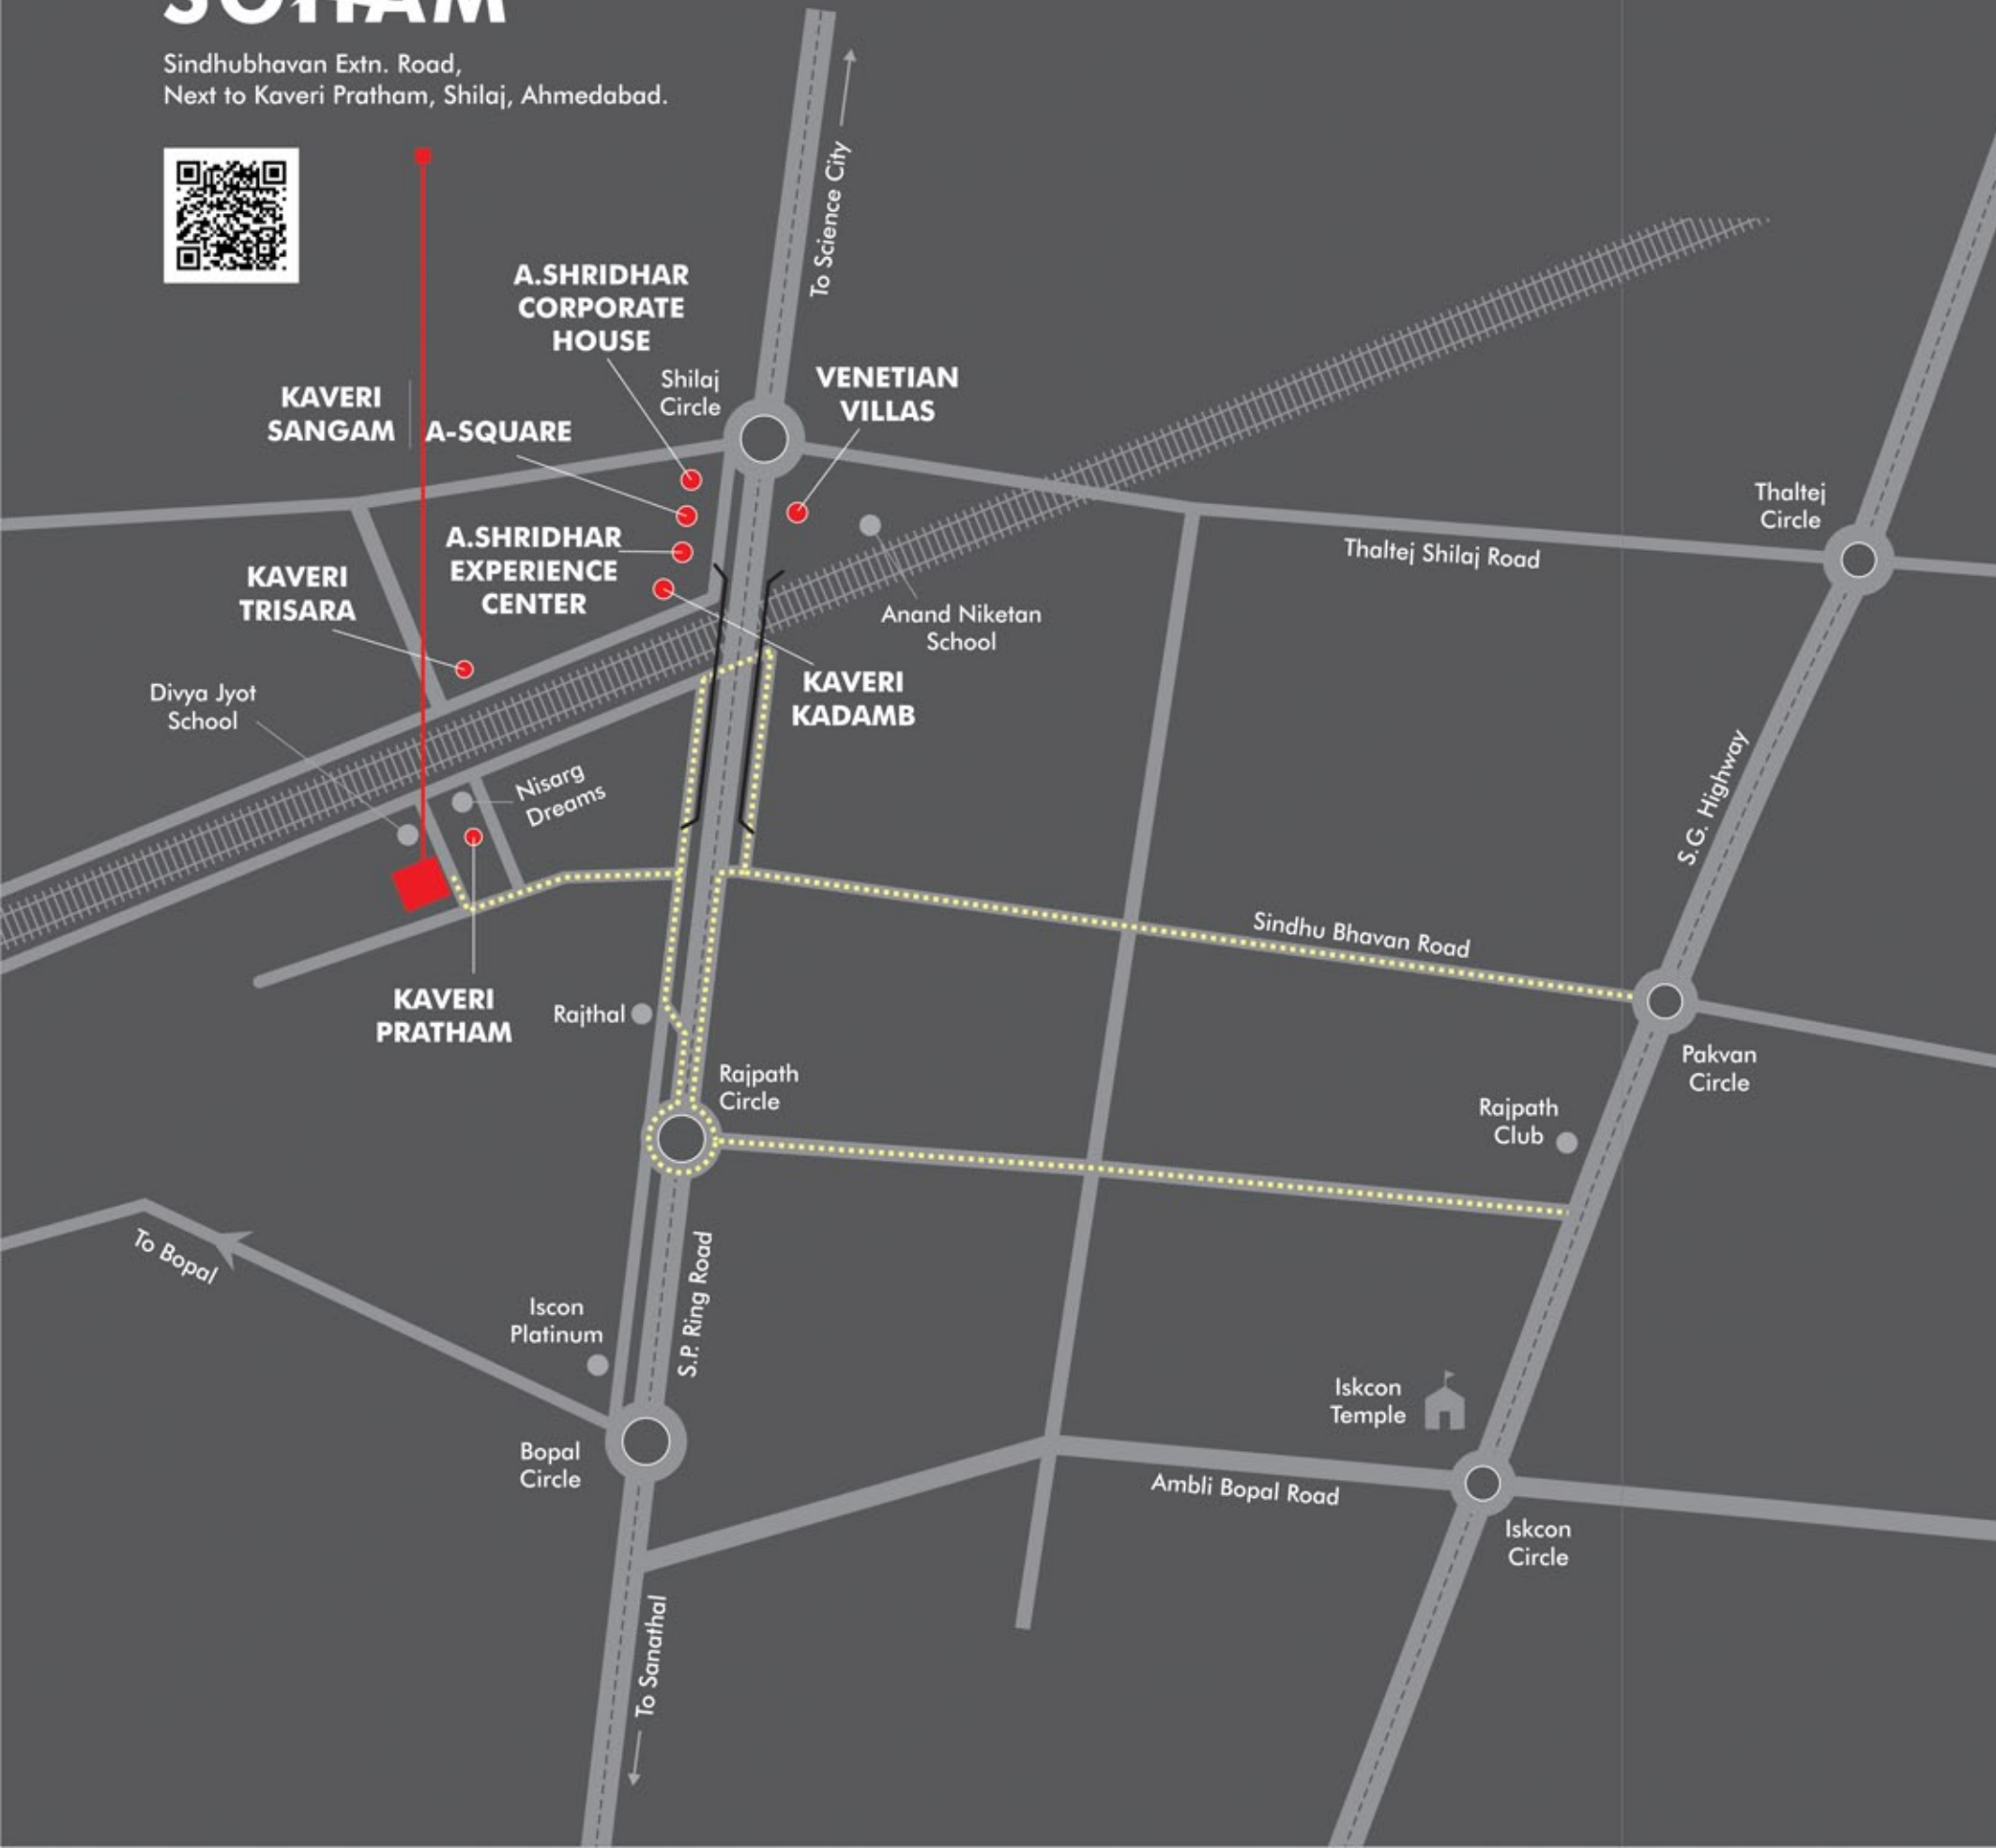 SOHAM
Sindhubhavan Extn. Road,
Next to Kaveri Pratham, Shilaj, Ahmedabad.
To Science City
A.SHRIDHAR
CORPORATE
HOUSE
Shilaj
Circle
VENETIAN
VILLAS
KAVERI
SANGAM
A-SQUARE
Thaltej
Circle
Thaltej Shilaj Road
A.SHRIDHAR
EXPERIENCE
CENTER
KAVERI
TRISARA
Anand Niketan
School
KAVERI
KADAMB
Divya Jyot
School
Nisarg
Dreams
S.G. Highway
Sindhu Bhavan Road
KAVERI
PRATHAM
Rajthal
Pakvan
Circle
Rajpath
Circle
Rajpath
Club
To Bopal
S.P. Ring Road
Iscon
Platinum
Iskcon
Temple
Bopal
Circle
Ambli Bopal Road
Iskcon
Circle
To Sanathal